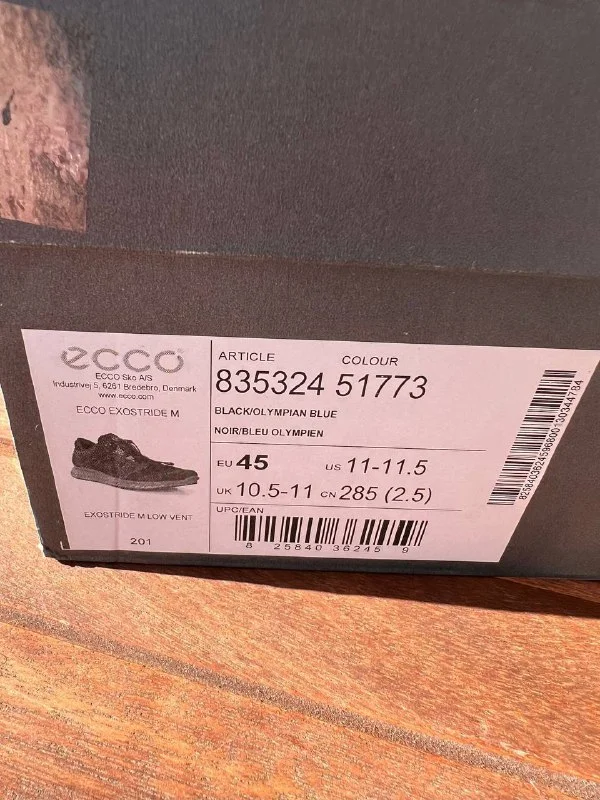 ecco
ECCO Sko A/S
Industrivej 5, 6261 Bredebro, Denmark
www.ecco.com
ECCO EXOSTRIDE M
EXOSTRIDE M LOW VENT
201
ARTICLE COLOUR
835324 51773
BLACK/OLYMPIAN BLUE
NOIR/BLEU OLYMPIEN
EU 45 US 11-11.5
UK 10.5-11 CN 285 (2.5)
UPC/EAN
8 25840 36245 9